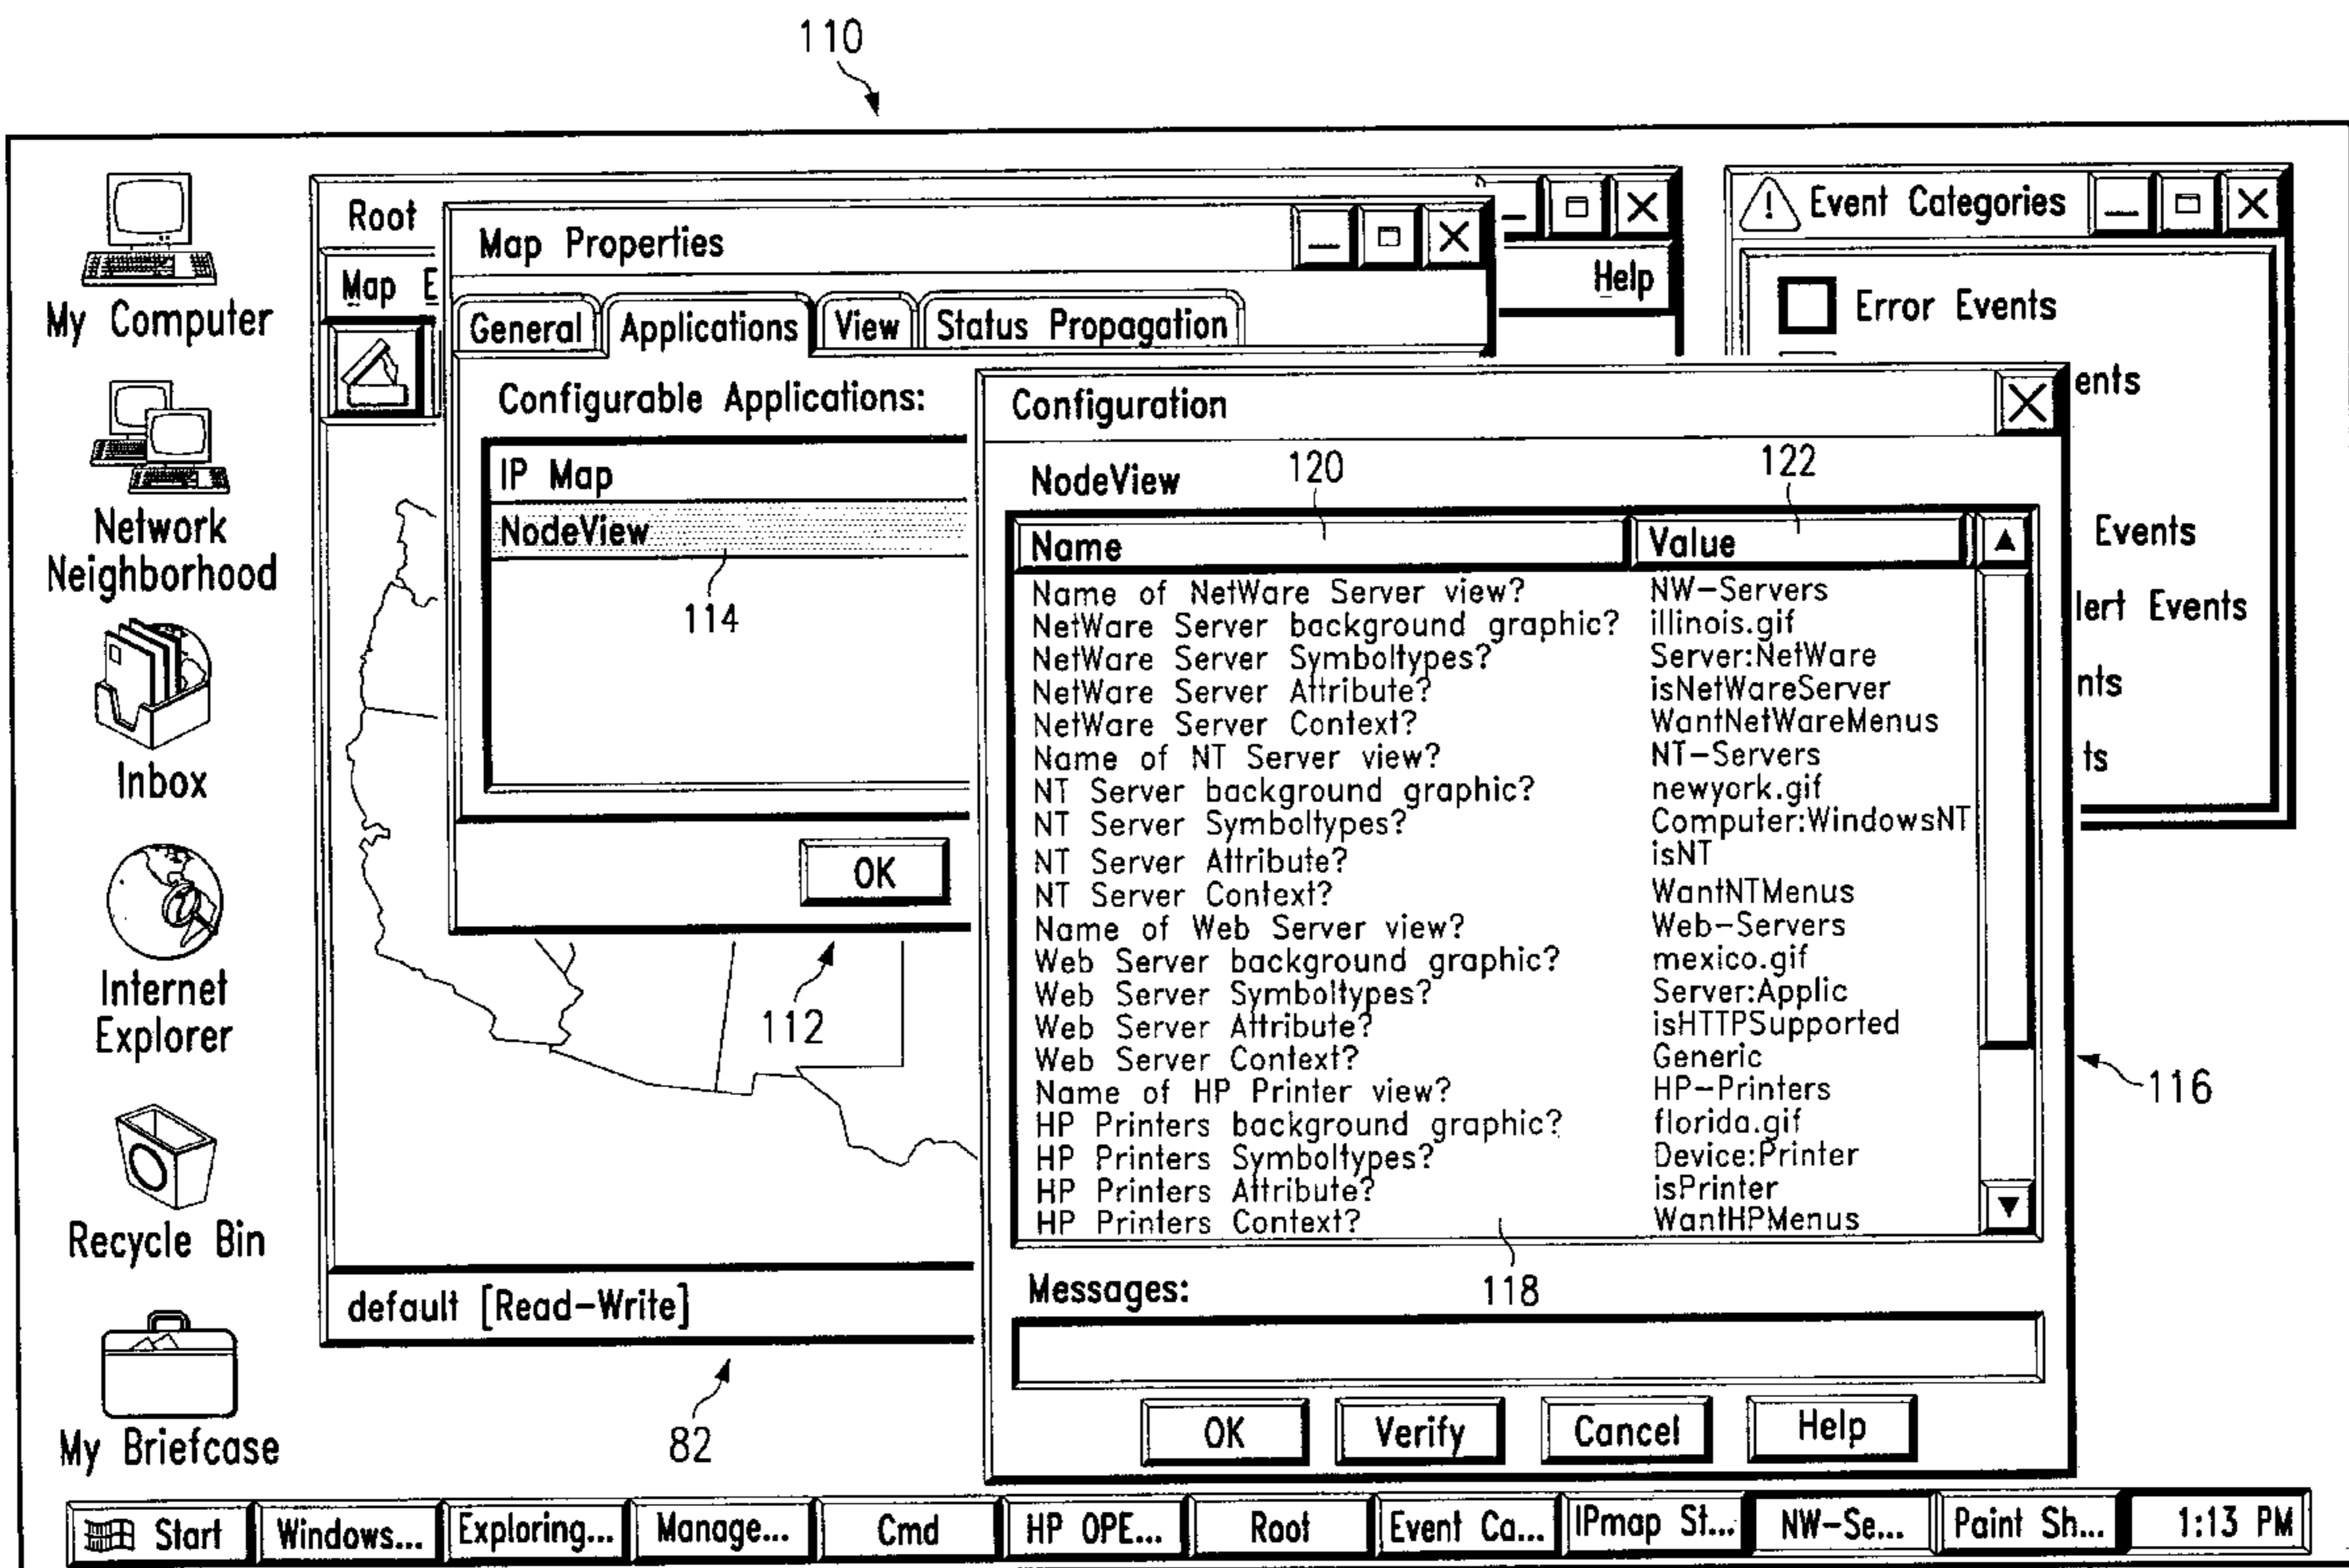 110
My Computer
Network
Neighborhood
Inbox
Internet
Explorer
Recycle Bin
My Briefcase
Root
Map E
Help
Map Properties
General Applications View Status Propagation
Configurable Applications:
IP Map
NodeView
114
OK
112
default [Read-Write]
82
Event Categories
Error Events
ents
Events
lert Events
nts
ts
Configuration
NodeView
120
122
Name Value
Name of NetWare Server view? NW-Servers
NetWare Server background graphic? illinois.gif
NetWare Server Symboltypes? Server:NetWare
NetWare Server Attribute? isNetWareServer
NetWare Server Context? WantNetWareMenus
Name of NT Server view? NT-Servers
NT Server background graphic? newyork.gif
NT Server Symboltypes? Computer:WindowsNT
NT Server Attribute? isNT
NT Server Context? WantNTMenus
Name of Web Server view? Web-Servers
Web Server background graphic? mexico.gif
Web Server Symboltypes? Server:Applic
Web Server Attribute? isHTTPSupported
Web Server Context? Generic
Name of HP Printer view? HP-Printers
HP Printers background graphic? florida.gif
HP Printers Symboltypes? Device:Printer
HP Printers Attribute? isPrinter
HP Printers Context? WantHPMenus
116
118
Messages:
OK Verify Cancel Help
Start Windows... Exploring... Manage... Cmd HP OPE... Root Event Ca... IPmap St... NW-Se... Paint Sh... 1:13 PM